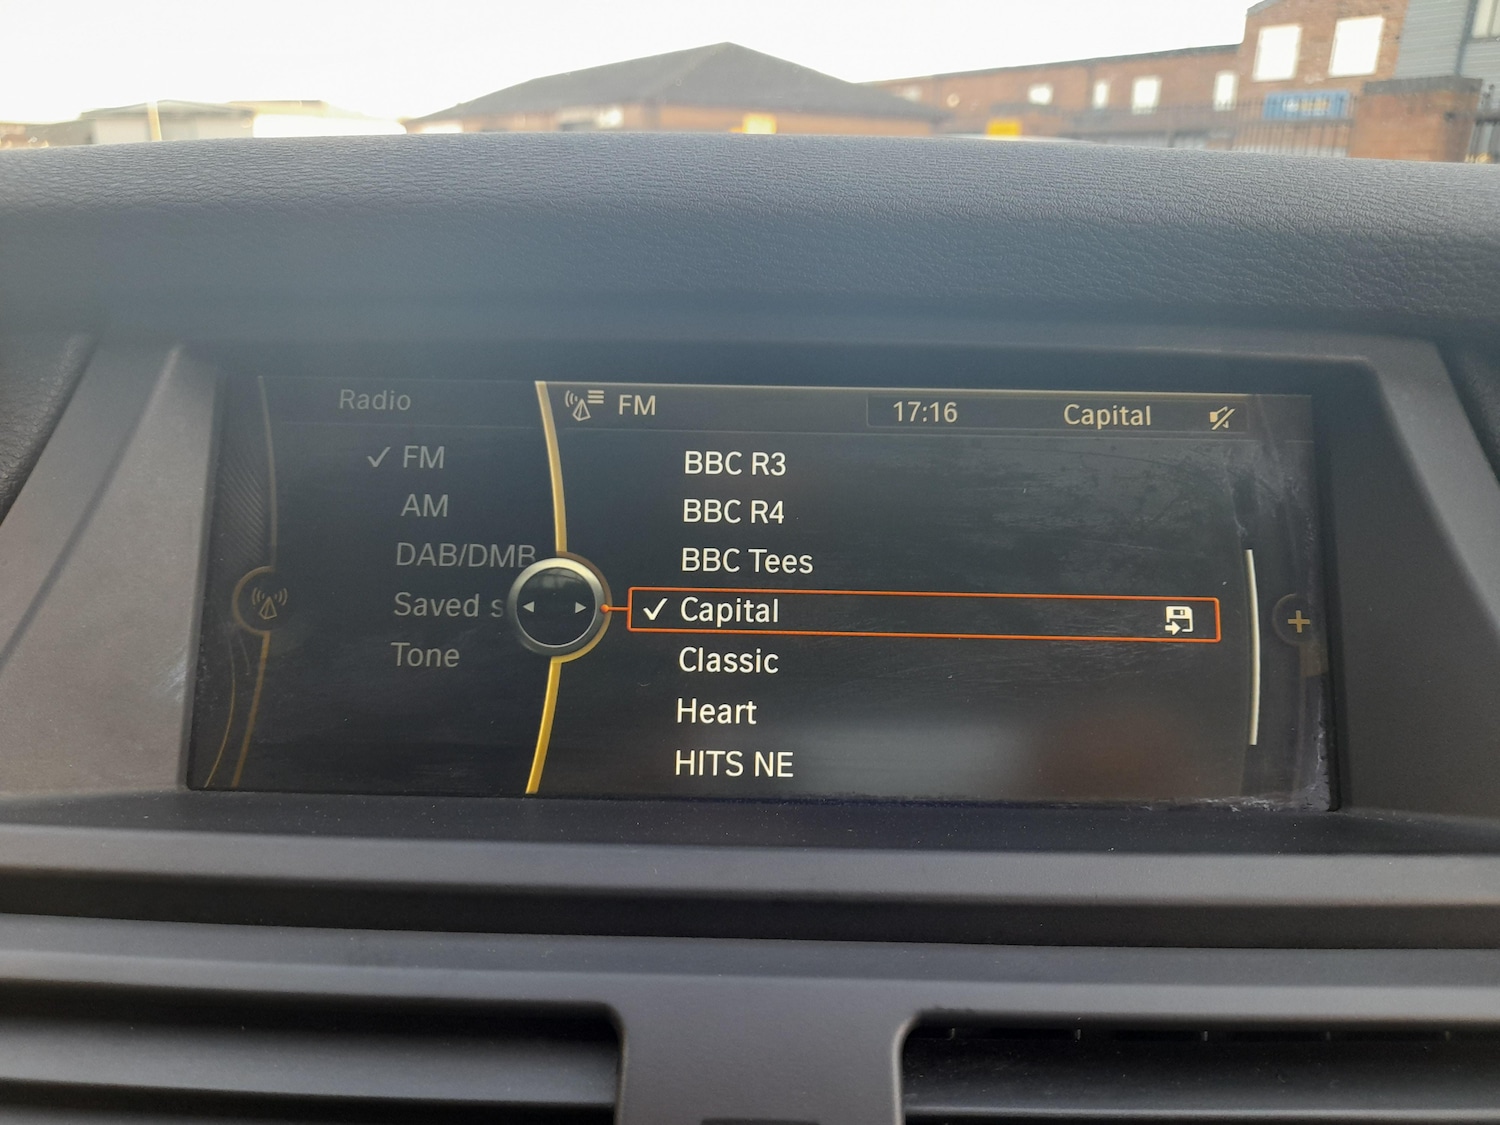 Radio
✓ FM
AM
DAB/DMB
Saved s
Tone
FM 17:16 Capital
BBC R3
BBC R4
BBC Tees
✓ Capital
Classic
Heart
HITS NE